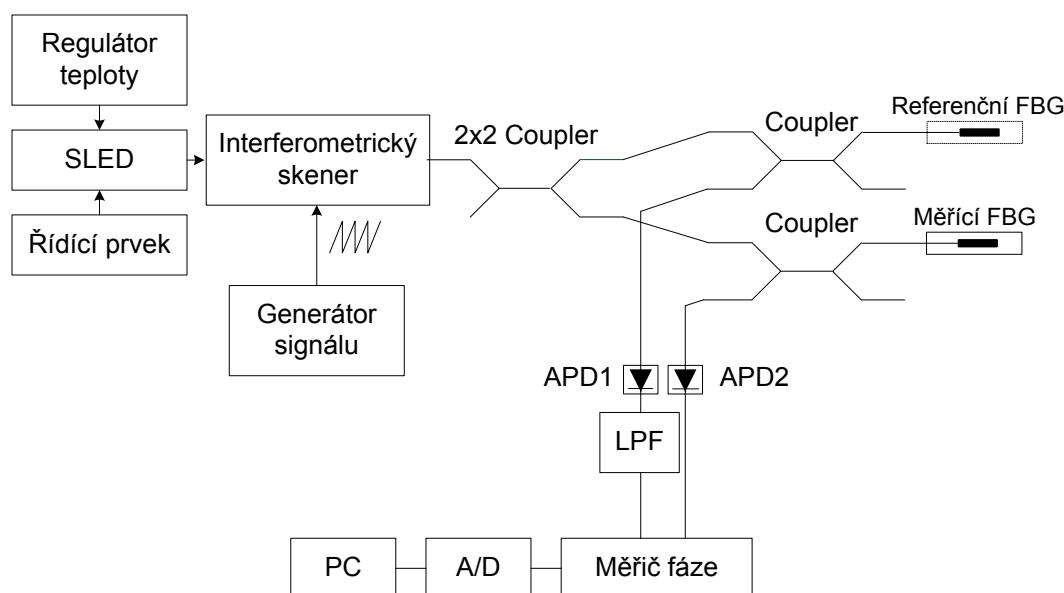 Regulátor
teploty
SLED
Řídící prvek
Interferometrický
skener
Generátor
signálu
2x2 Coupler
Coupler
Referenční FBG
Coupler
Měřící FBG
APD1
APD2
LPF
PC
A/D
Měřič fáze